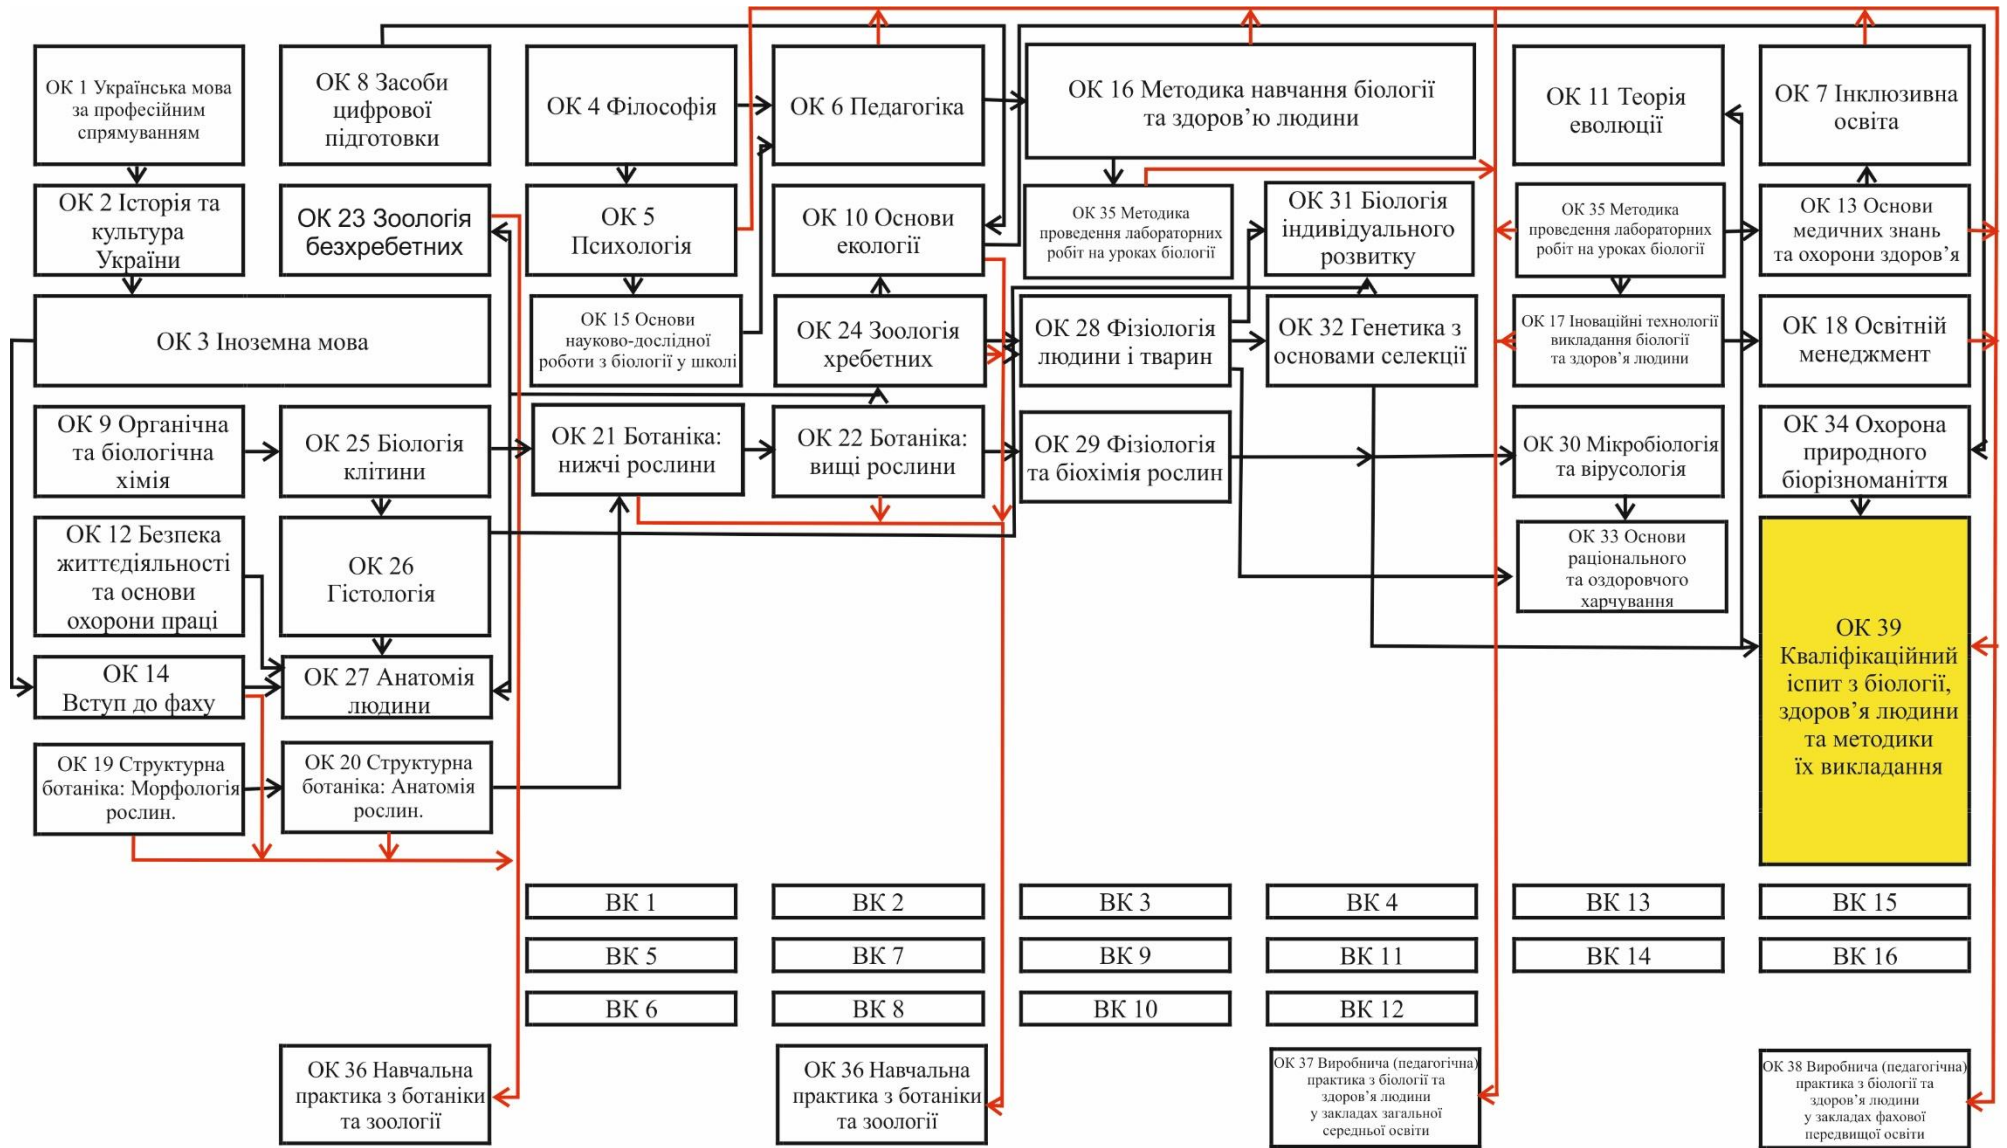 ОК 1 Українська мова
за професійним
спрямуванням
ОК 8 Засоби
цифрової
підготовки
ОК 4 Філософія
ОК 6 Педагогіка
ОК 16 Методика навчання біології
та здоров’ю людини
ОК 11 Теорія
еволюції
ОК 7 Інклюзивна
освіта
ОК 2 Історія та
культура
України
ОК 23 Зоологія
безхребетних
ОК 5
Психологія
ОК 10 Основи
екології
ОК 35 Методика
проведення лабораторних
робіт на уроках біології
ОК 31 Біологія
індивідуального
розвитку
ОК 35 Методика
проведення лабораторних
робіт на уроках біології
ОК 13 Основи
медичних знань
та охорони здоров’я
ОК 3 Іноземна мова
ОК 15 Основи
науково-дослідної
роботи з біології у школі
ОК 24 Зоологія
хребетних
ОК 28 Фізіологія
людини і тварин
ОК 32 Генетика з
основами селекції
ОК 17 Іноваційні технології
викладання біології
та здоров’я людини
ОК 18 Освітній
менеджмент
ОК 9 Органічна
та біологічна
хімія
ОК 25 Біологія
клітини
ОК 21 Ботаніка:
нижчі рослини
ОК 22 Ботаніка:
вищі рослини
ОК 29 Фізіологія
та біохімія рослин
ОК 30 Мікробіологія
та вірусологія
ОК 34 Охорона
природного
біорізноманіття
ОК 12 Безпека
життєдіяльності
та основи
охорони праці
ОК 26
Гістологія
ОК 33 Основи
раціонального
та оздоровчого
харчування
ОК 39
Кваліфікаційний
іспит з біології,
здоров’я людини
та методики
їх викладання
ОК 14
Вступ до фаху
ОК 27 Анатомія
людини
ОК 19 Структурна
ботаніка: Морфологія
рослин.
ОК 20 Структурна
ботаніка: Анатомія
рослин.
ВК 1
ВК 2
ВК 3
ВК 4
ВК 13
ВК 15
ВК 5
ВК 7
ВК 9
ВК 11
ВК 14
ВК 16
ВК 6
ВК 8
ВК 10
ВК 12
ОК 36 Навчальна
практика з ботаніки
та зоології
ОК 36 Навчальна
практика з ботаніки
та зоології
ОК 37 Виробнича (педагогічна)
практика з біології та
здоров’я людини
у закладах загальної
середньої освіти
ОК 38 Виробнича (педагогічна)
практика з біології та
здоров’я людини
у закладах фахової
передвищої освіти